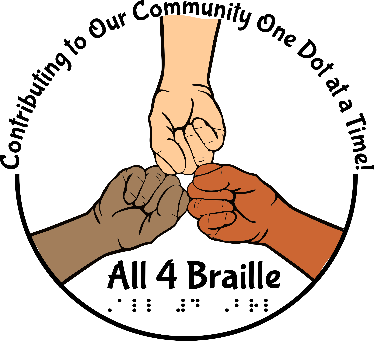 Contributing to Our Community One Dot at a Time!
All 4 Braille
⠠⠁⠇⠇ ⠼⠙ ⠠⠃⠗⠇